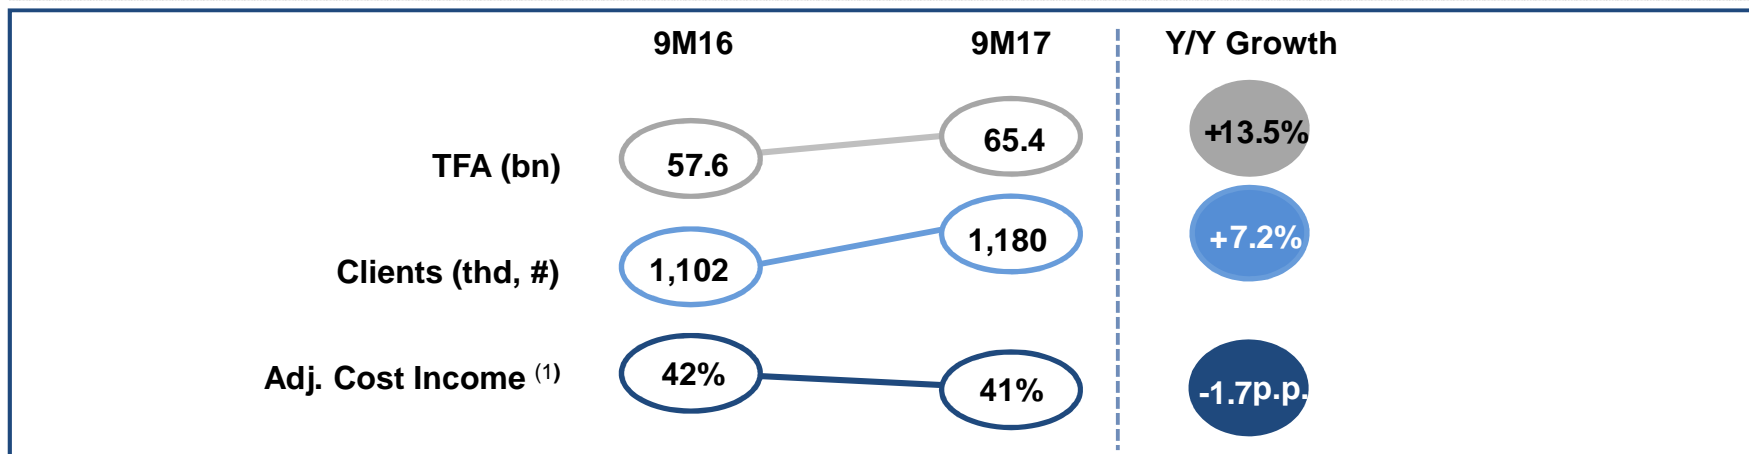 9M16 9M17 Y/Y Growth
TFA (bn) 57.6 65.4 +13.5%
Clients (thd, #) 1,102 1,180 +7.2%
Adj. Cost Income (1) 42% 41% -1.7p.p.